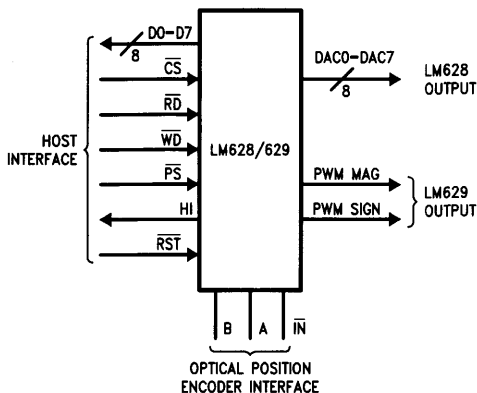 D0-D7
8
CS
RD
WD
PS
HI
RST
HOST
INTERFACE
LM628/629
DAC0-DAC7
8
LM628
OUTPUT
PWM MAG
PWM SIGN
LM629
OUTPUT
B A IN
OPTICAL POSITION
ENCODER INTERFACE